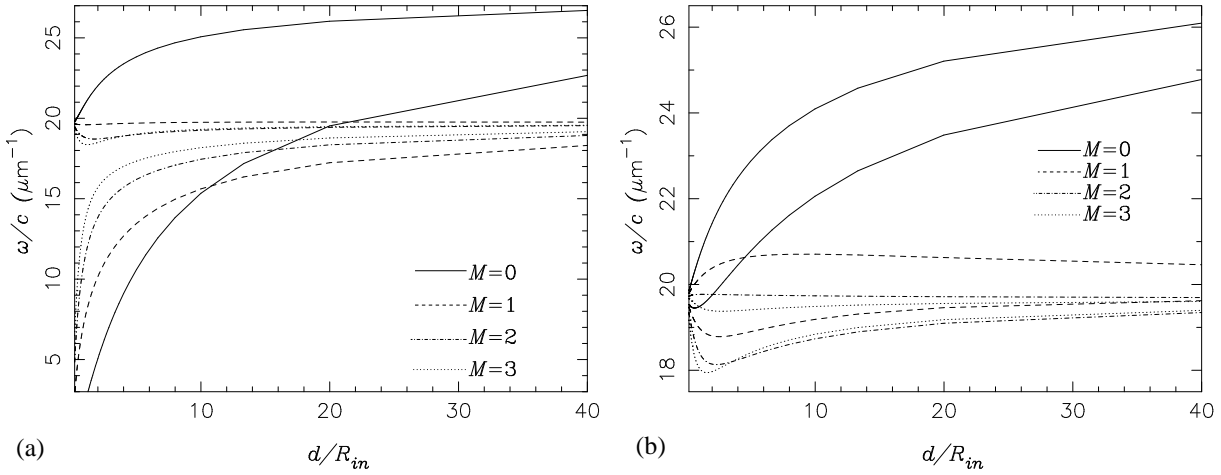 25
20
15
10
5
ω/c (μm⁻¹)
M=0
M=1
M=2
M=3
10 20 30 40
d/R_in
(a)
26
24
22
20
18
ω/c (μm⁻¹)
M=0
M=1
M=2
M=3
0 10 20 30 40
d/R_in
(b)